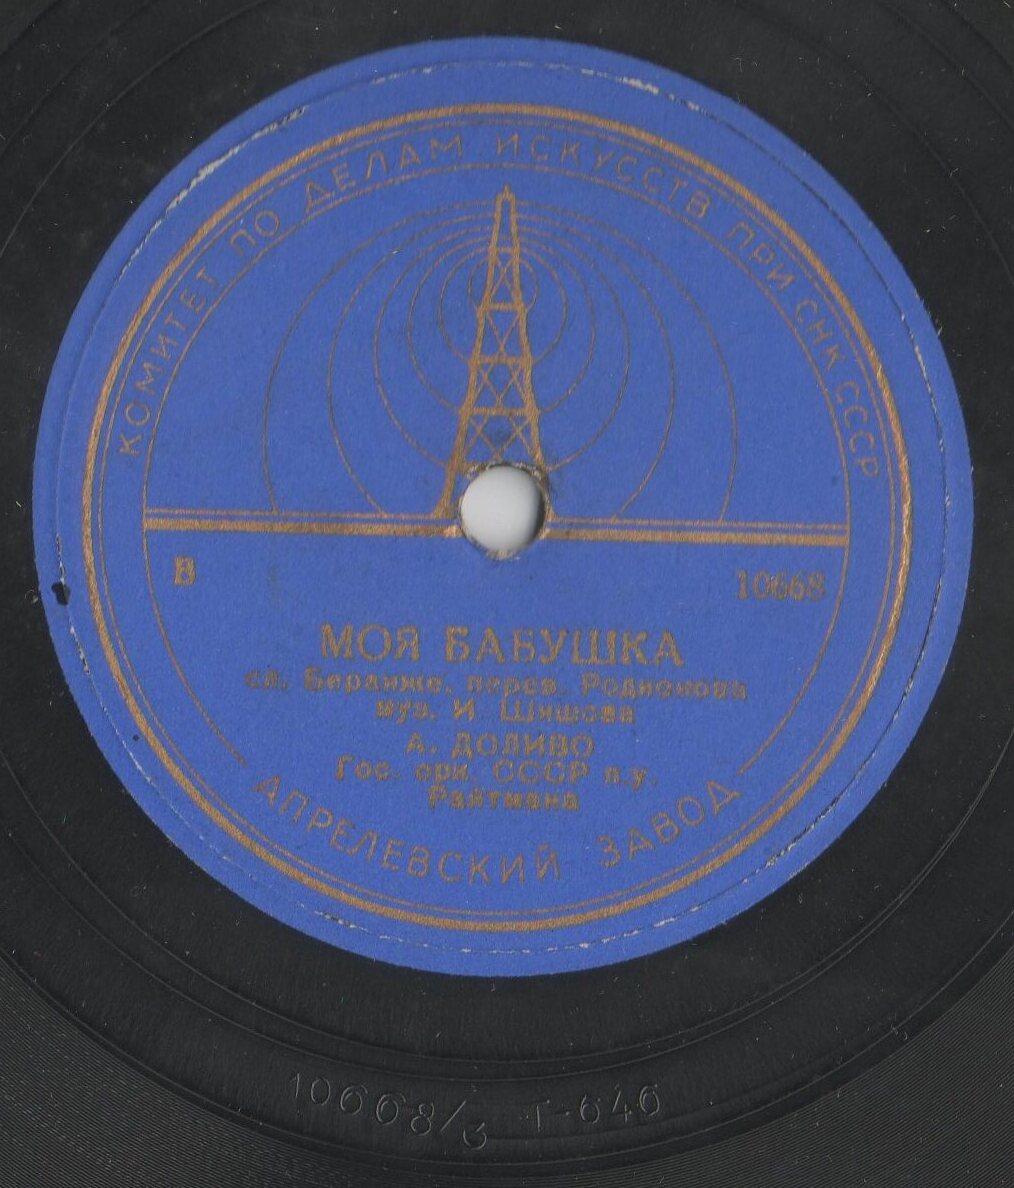 КОМИТЕТ ПО ДЕЛАМ ИСКУССТВ ПРИ СНК СССР
В 10668
МОЯ БАБУШКА
сл. Беранже, перев. Родионова
муз. И Шишова
А. ДОЛИВО
Гос. орк. СССР п.у.
Райтмана
АПРЕЛЕВСКИЙ ЗАВОД
10668/3 Г-646